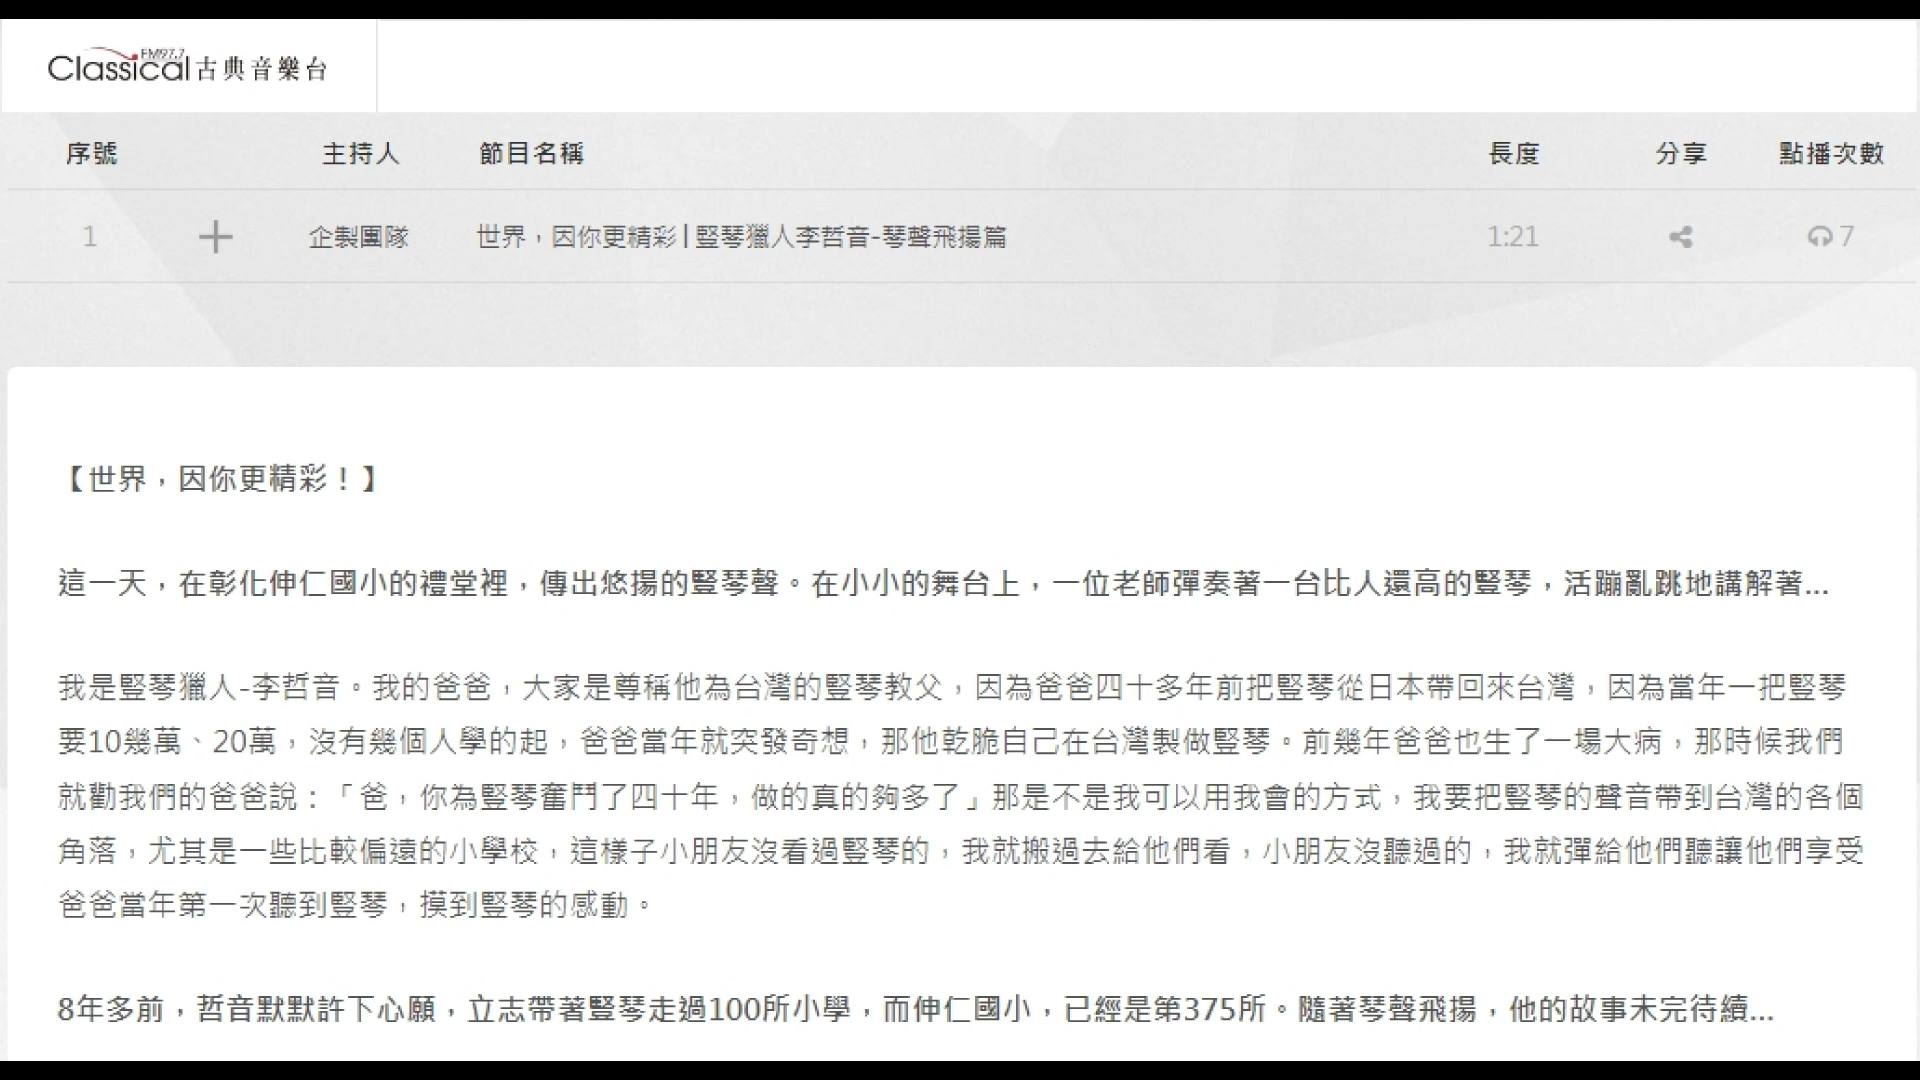 FM97.7
Classical 古典音樂台
序號 主持人 節目名稱 長度 分享 點播次數
1 企製團隊 世界，因你更精彩 | 豎琴獵人李哲音-琴聲飛揚篇 1:21 7
【世界，因你更精彩！】
這一天，在彰化伸仁國小的禮堂裡，傳出悠揚的豎琴聲。在小小的舞台上，一位老師彈奏著一台比人還高的豎琴，活蹦亂跳地講解著...
我是豎琴獵人-李哲音。我的爸爸，大家是尊稱他為台灣的豎琴教父，因為爸爸四十多年前把豎琴從日本帶回來台灣，因為當年一把豎琴
要10幾萬、20萬，沒有幾個人學的起，爸爸當年就突發奇想，那他乾脆自己在台灣製做豎琴。前幾年爸爸也生了一場大病，那時候我們
就勸我們的爸爸說：「爸，你為豎琴奮鬥了四十年，做的真的夠多了」那是不是我可以用我會的方式，我要把豎琴的聲音帶到台灣的各個
角落，尤其是一些比較偏遠的小學校，這樣子小朋友沒看過豎琴的，我就搬過去給他們看，小朋友沒聽過的，我就彈給他們聽讓他們享受
爸爸當年第一次聽到豎琴，摸到豎琴的感動。
8年多前，哲音默默許下心願，立志帶著豎琴走過100所小學，而伸仁國小，已經是第375所。隨著琴聲飛揚，他的故事未完待續...